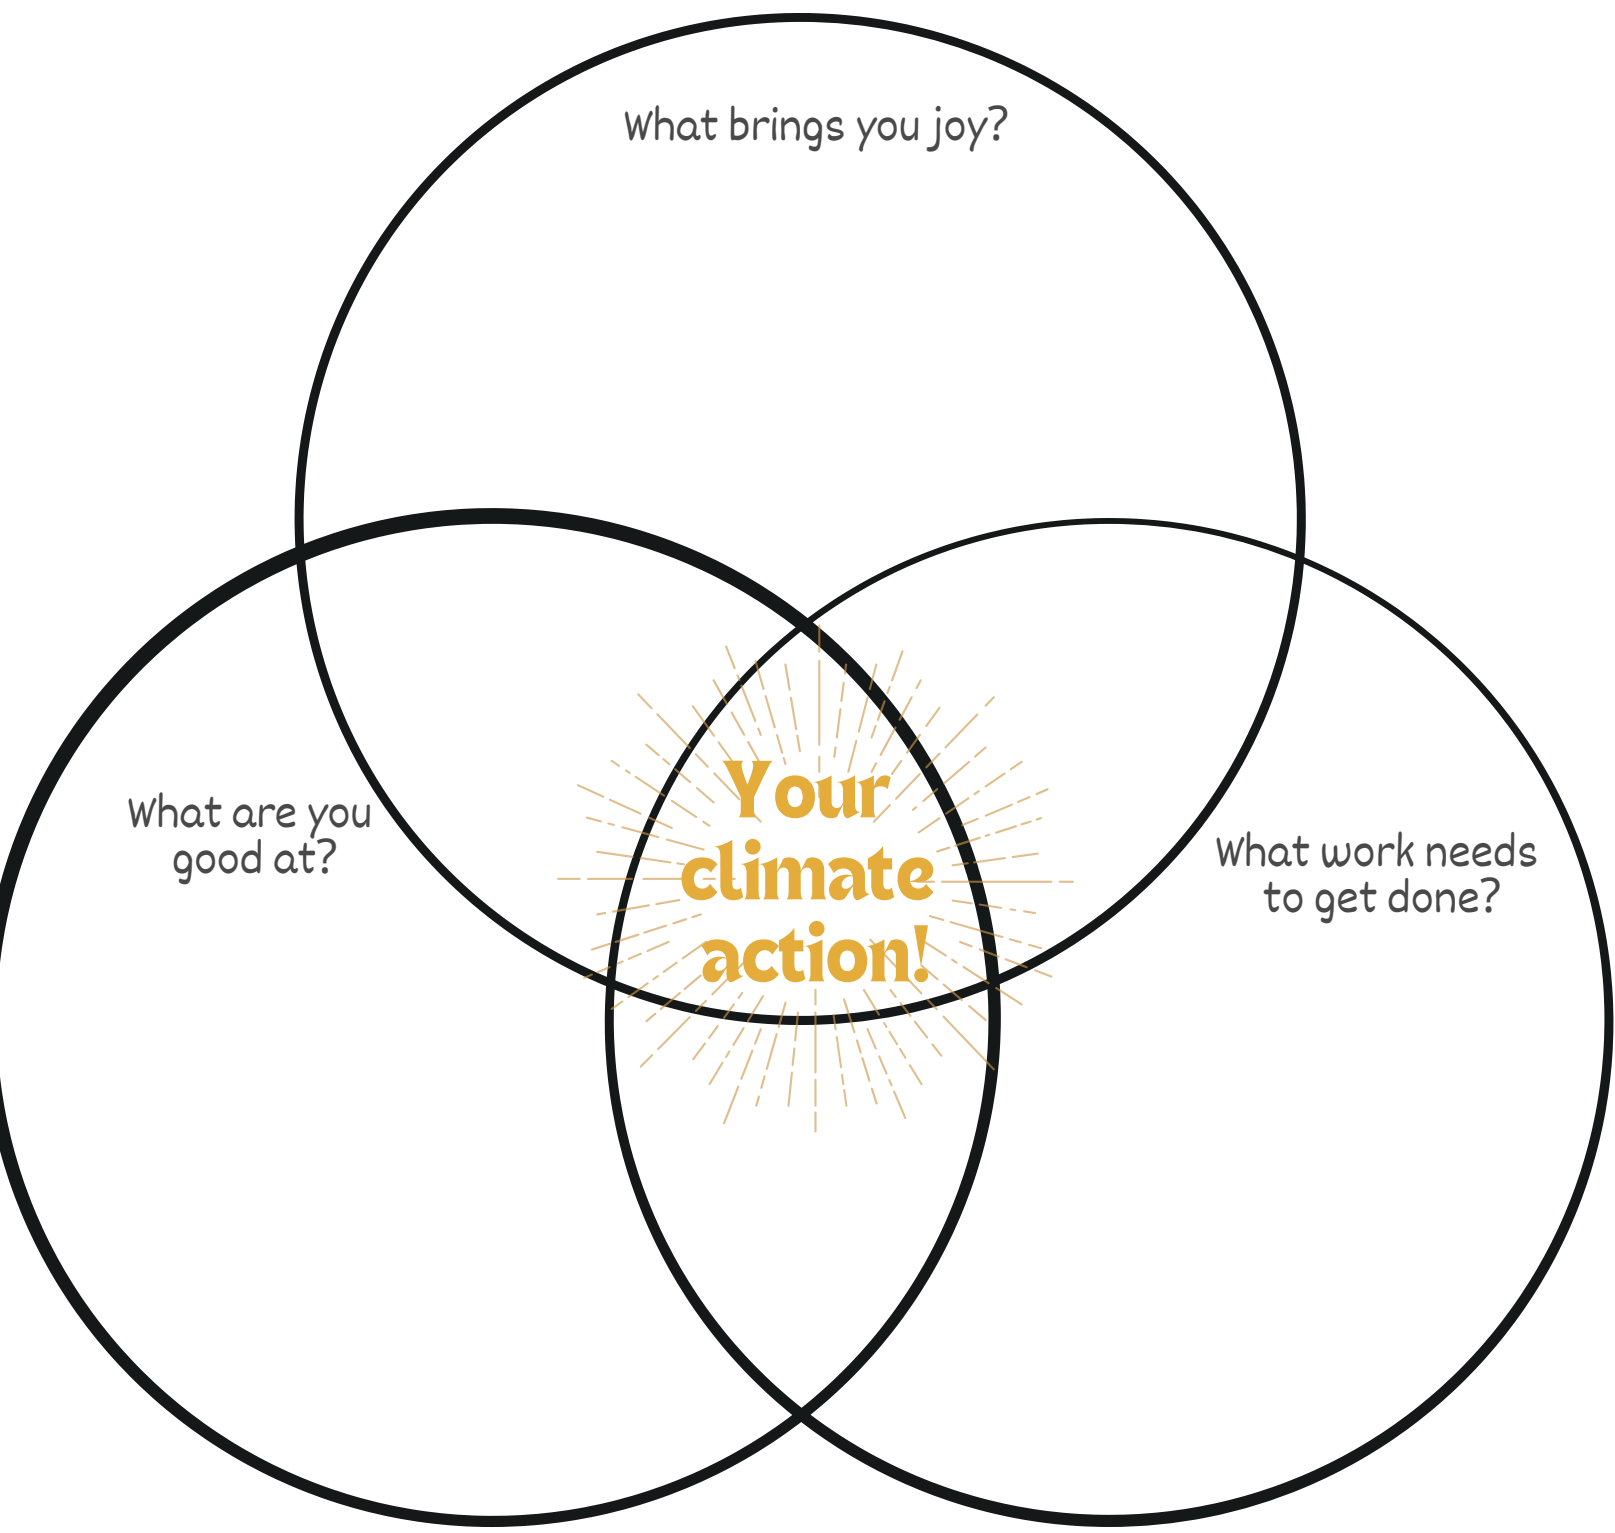 What brings you joy?
What are you
good at?
Your
climate
action!
What work needs
to get done?